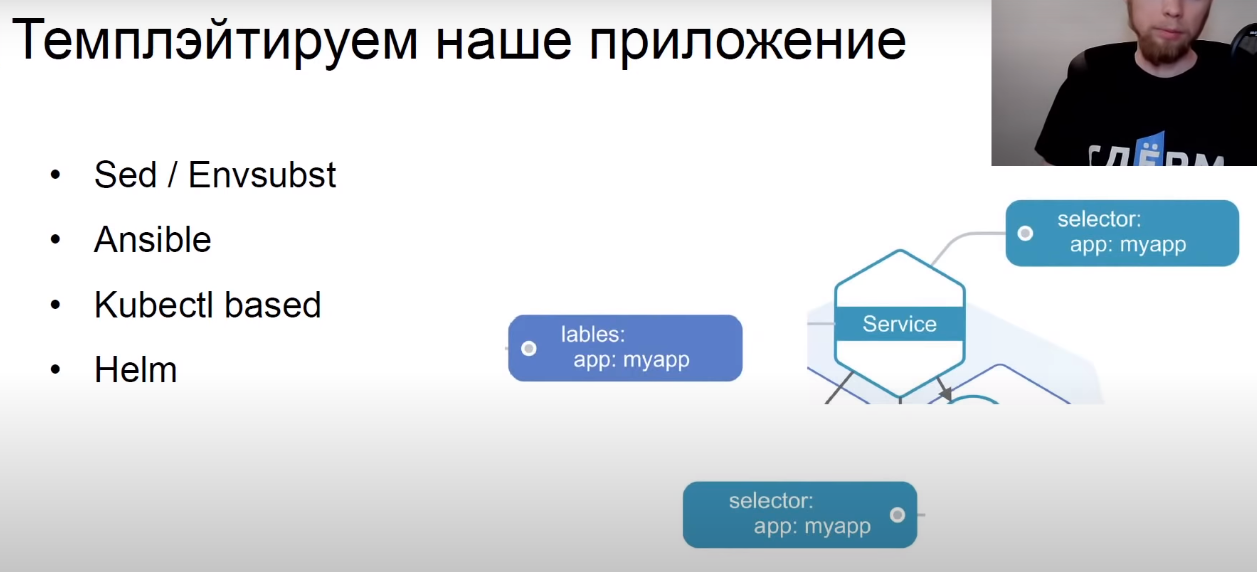 Темплэйтируем наше приложение
Sed / Envsubst
Ansible
Kubectl based
Helm
selector:
app: myapp
Service
lables:
app: myapp
selector:
app: myapp